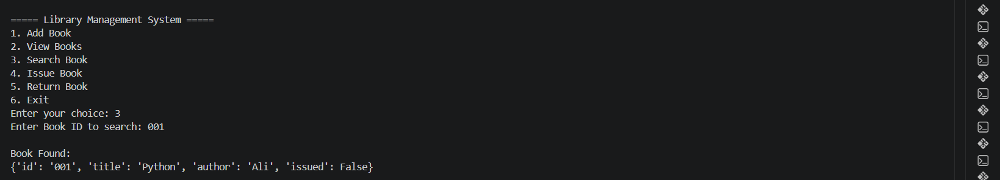 ===== Library Management System =====
1. Add Book
2. View Books
3. Search Book
4. Issue Book
5. Return Book
6. Exit
Enter your choice: 3
Enter Book ID to search: 001
Book Found:
{'id': '001', 'title': 'Python', 'author': 'Ali', 'issued': False}